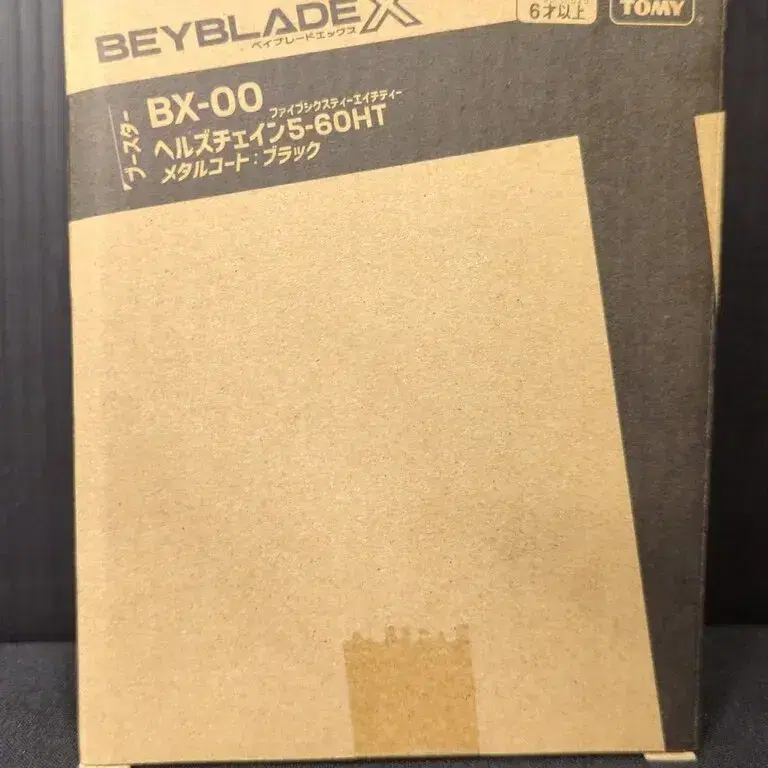 BEYBLADE X
ベイブレードエックス
6才以上
TOMY
ブースター
BX-00
ファイブシクスティーエイチティー
ヘルズチェイン5-60HT
メタルコート：ブラック